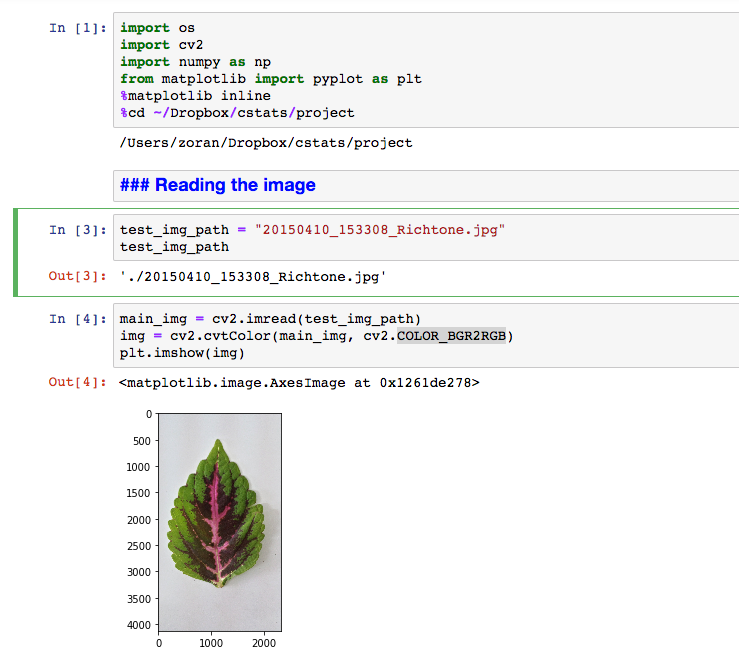 In [1]: import os
import cv2
import numpy as np
from matplotlib import pyplot as plt
%matplotlib inline
%cd ~/Dropbox/cstats/project
/Users/zoran/Dropbox/cstats/project
### Reading the image
In [3]: test_img_path = "20150410_153308_Richtone.jpg"
test_img_path
Out[3]: './20150410_153308_Richtone.jpg'
In [4]: main_img = cv2.imread(test_img_path)
img = cv2.cvtColor(main_img, cv2.COLOR_BGR2RGB)
plt.imshow(img)
Out[4]: <matplotlib.image.AxesImage at 0x1261de278>
0
500
1000
1500
2000
2500
3000
3500
4000
0 1000 2000